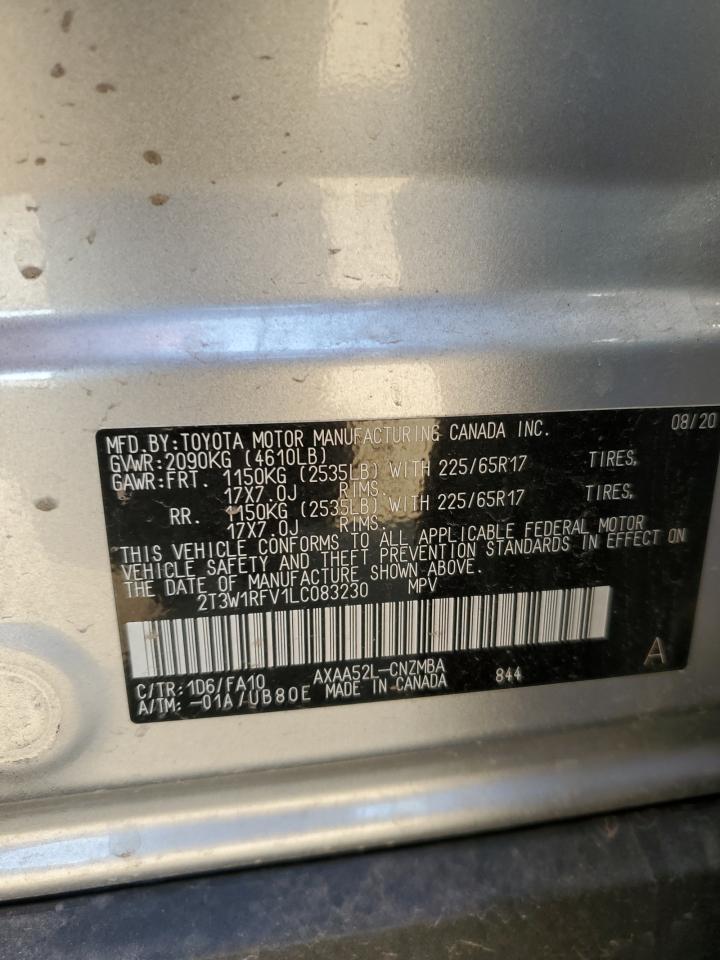 08/20
MFD.BY:TOYOTA MOTOR MANUFACTURING CANADA INC.
GVWR:2090KG (4610LB)
GAWR:FRT. 1150KG (2535LB) WITH 225/65R17 TIRES,
17X7.0J RIMS.
RR. 1150KG (2535LB) WITH 225/65R17 TIRES,
17X7.0J RIMS.
THIS VEHICLE CONFORMS TO ALL APPLICABLE FEDERAL MOTOR
VEHICLE SAFETY AND THEFT PREVENTION STANDARDS IN EFFECT ON
THE DATE OF MANUFACTURE SHOWN ABOVE.
2T3W1RFV1LC083230 MPV
C/TR:1D6/FA10 AXAA52L-CNZMBA 844 A
A/TM:-01A/UB80E MADE IN CANADA